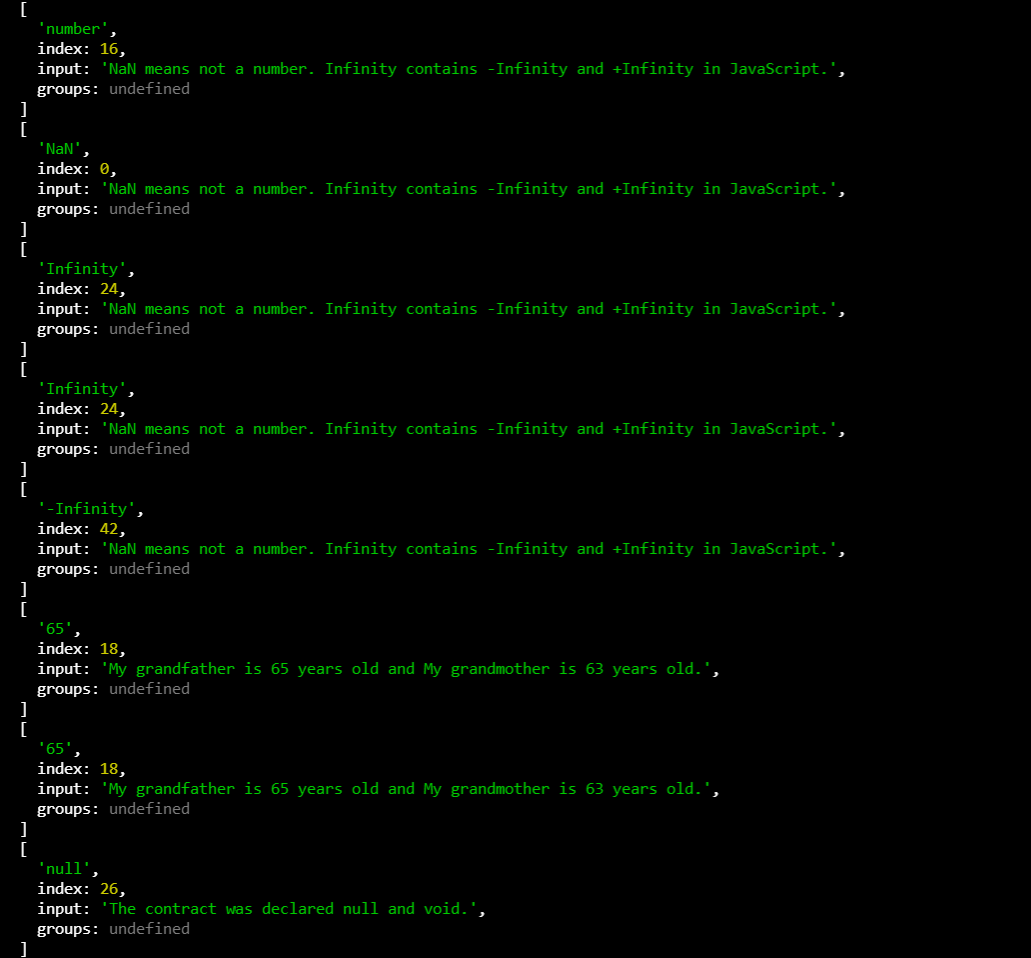 [
  'number',
  index: 16,
  input: 'NaN means not a number. Infinity contains -Infinity and +Infinity in JavaScript.',
  groups: undefined
]
[
  'NaN',
  index: 0,
  input: 'NaN means not a number. Infinity contains -Infinity and +Infinity in JavaScript.',
  groups: undefined
]
[
  'Infinity',
  index: 24,
  input: 'NaN means not a number. Infinity contains -Infinity and +Infinity in JavaScript.',
  groups: undefined
]
[
  'Infinity',
  index: 24,
  input: 'NaN means not a number. Infinity contains -Infinity and +Infinity in JavaScript.',
  groups: undefined
]
[
  '-Infinity',
  index: 42,
  input: 'NaN means not a number. Infinity contains -Infinity and +Infinity in JavaScript.',
  groups: undefined
]
[
  '65',
  index: 18,
  input: 'My grandfather is 65 years old and My grandmother is 63 years old.',
  groups: undefined
]
[
  '65',
  index: 18,
  input: 'My grandfather is 65 years old and My grandmother is 63 years old.',
  groups: undefined
]
[
  'null',
  index: 26,
  input: 'The contract was declared null and void.',
  groups: undefined
]